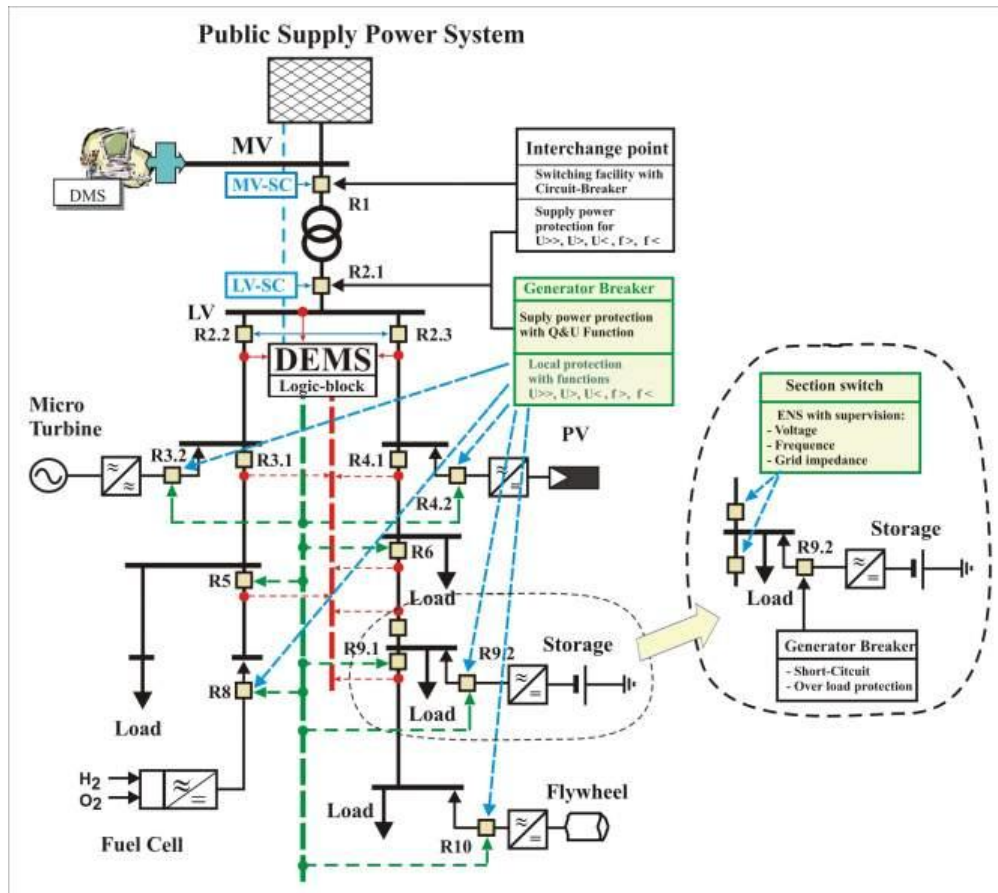 Public Supply Power System
MV
DMS
MV-SC
R1
Interchange point
Switching facility with
Circuit-Breaker
Supply power
protection for
U>>, U>, U< , f >, f <
LV-SC
R2.1
LV
R2.2
R2.3
DEMS
Logic-block
Generator Breaker
Suply power protection
with Q&U Function
Local protection
with functions
U>>, U>, U< , f >, f <
Section switch
ENS with supervision:
- Voltage
- Frequence
- Grid impedance
Micro
Turbine
R3.2
R3.1
R4.1
R4.2
PV
R5
R6
Load
R9.2
Storage
Load
Generator Breaker
- Short-Citcuit
- Over load protection
R8
Load
R9.1
R9.2
Storage
Load
H2
O2
Fuel Cell
Load
R10
Flywheel